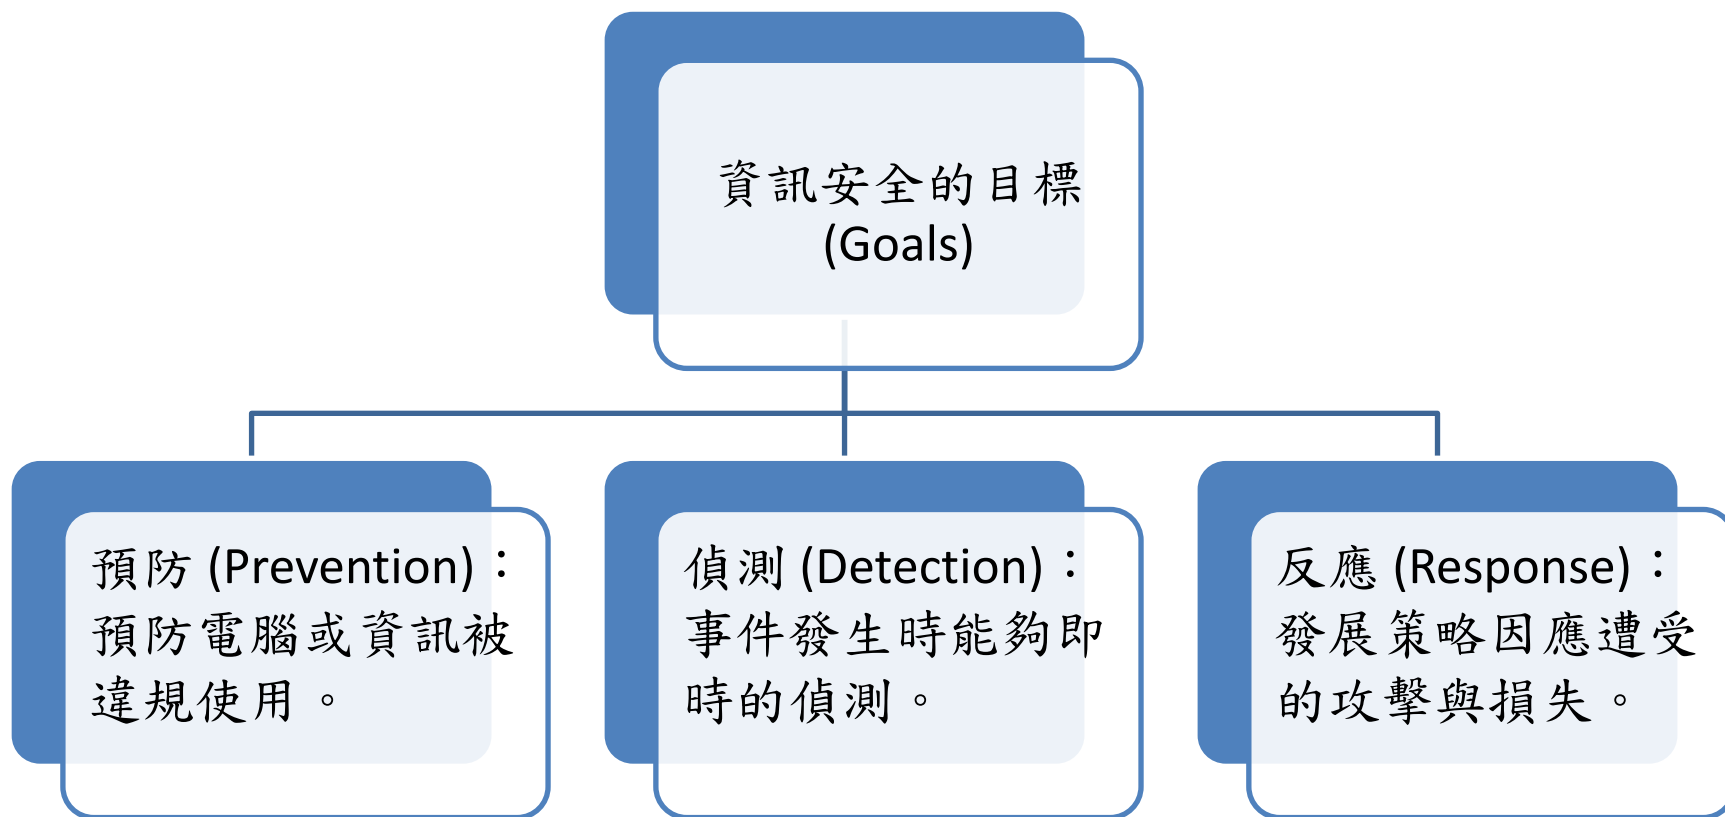 資訊安全的目標
(Goals)
預防 (Prevention)：
預防電腦或資訊被
違規使用。
偵測 (Detection)：
事件發生時能夠即
時的偵測。
反應 (Response)：
發展策略因應遭受
的攻擊與損失。